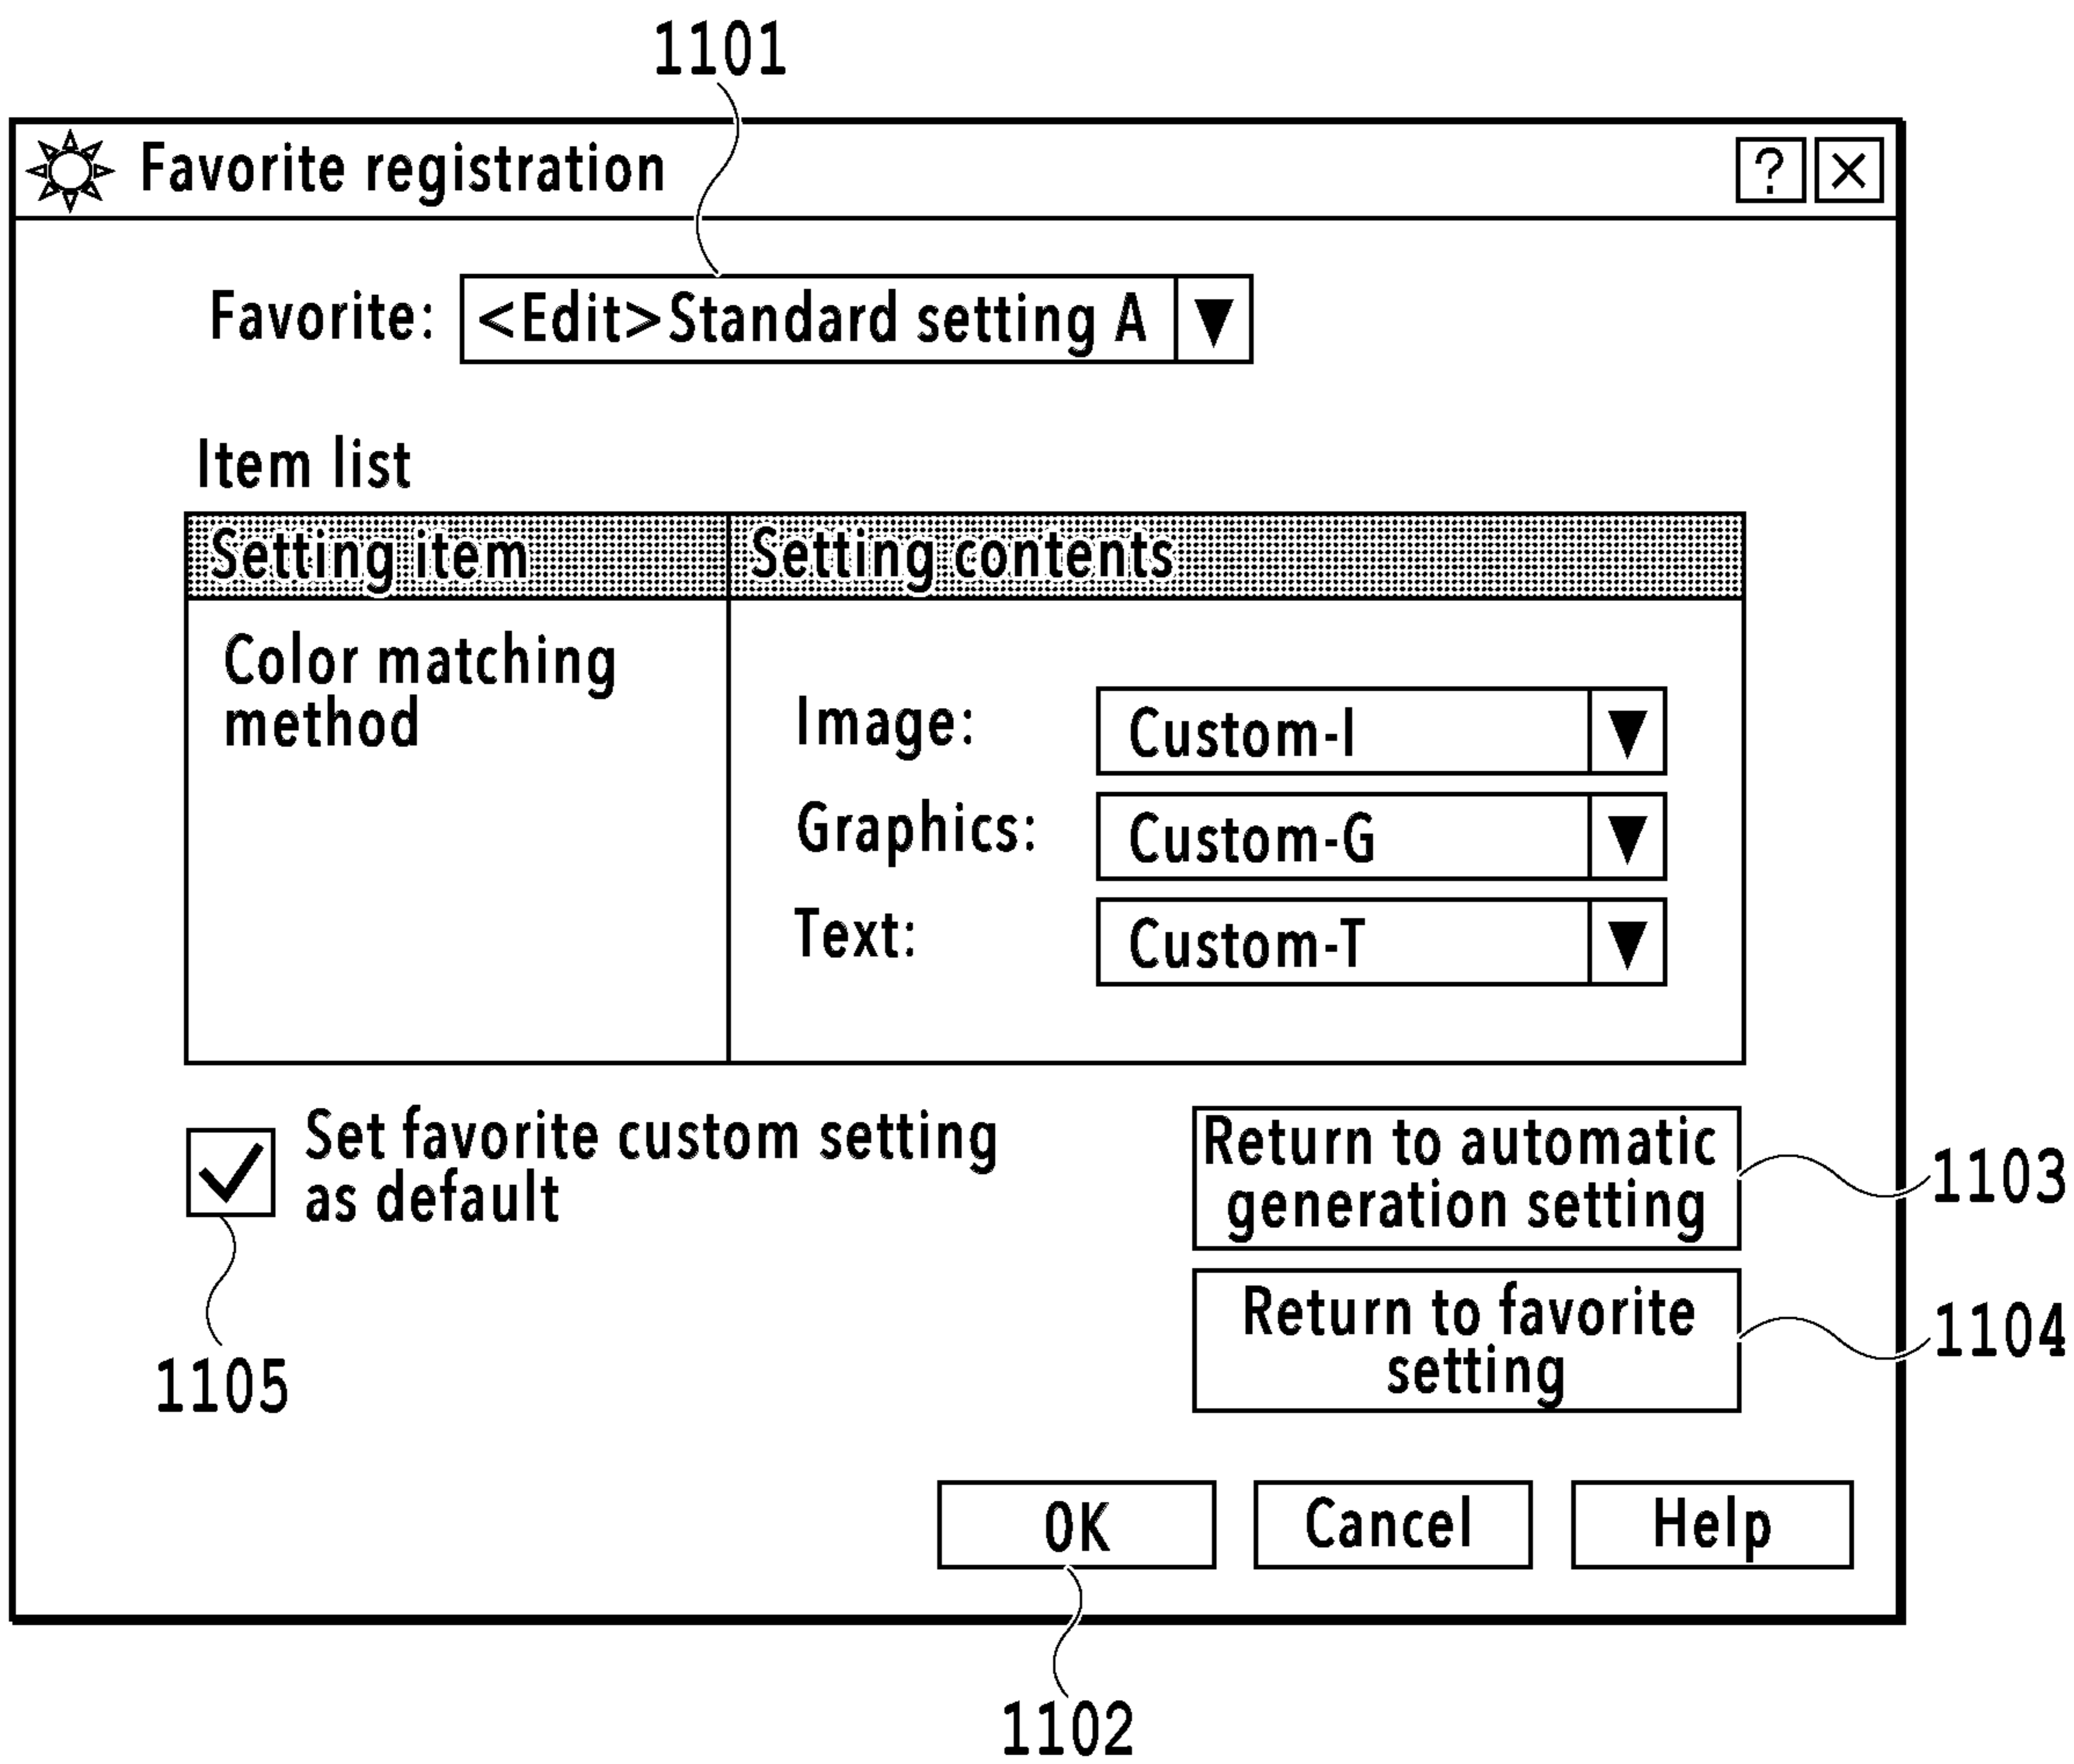 1101
Favorite registration ? ×
Favorite: <Edit>Standard setting A ▼
Item list
Setting item Setting contents
Color matching
method
Image: Custom-I ▼
Graphics: Custom-G ▼
Text: Custom-T ▼
Set favorite custom setting
as default
Return to automatic
generation setting
1103
Return to favorite
setting
1104
1105
OK Cancel Help
1102